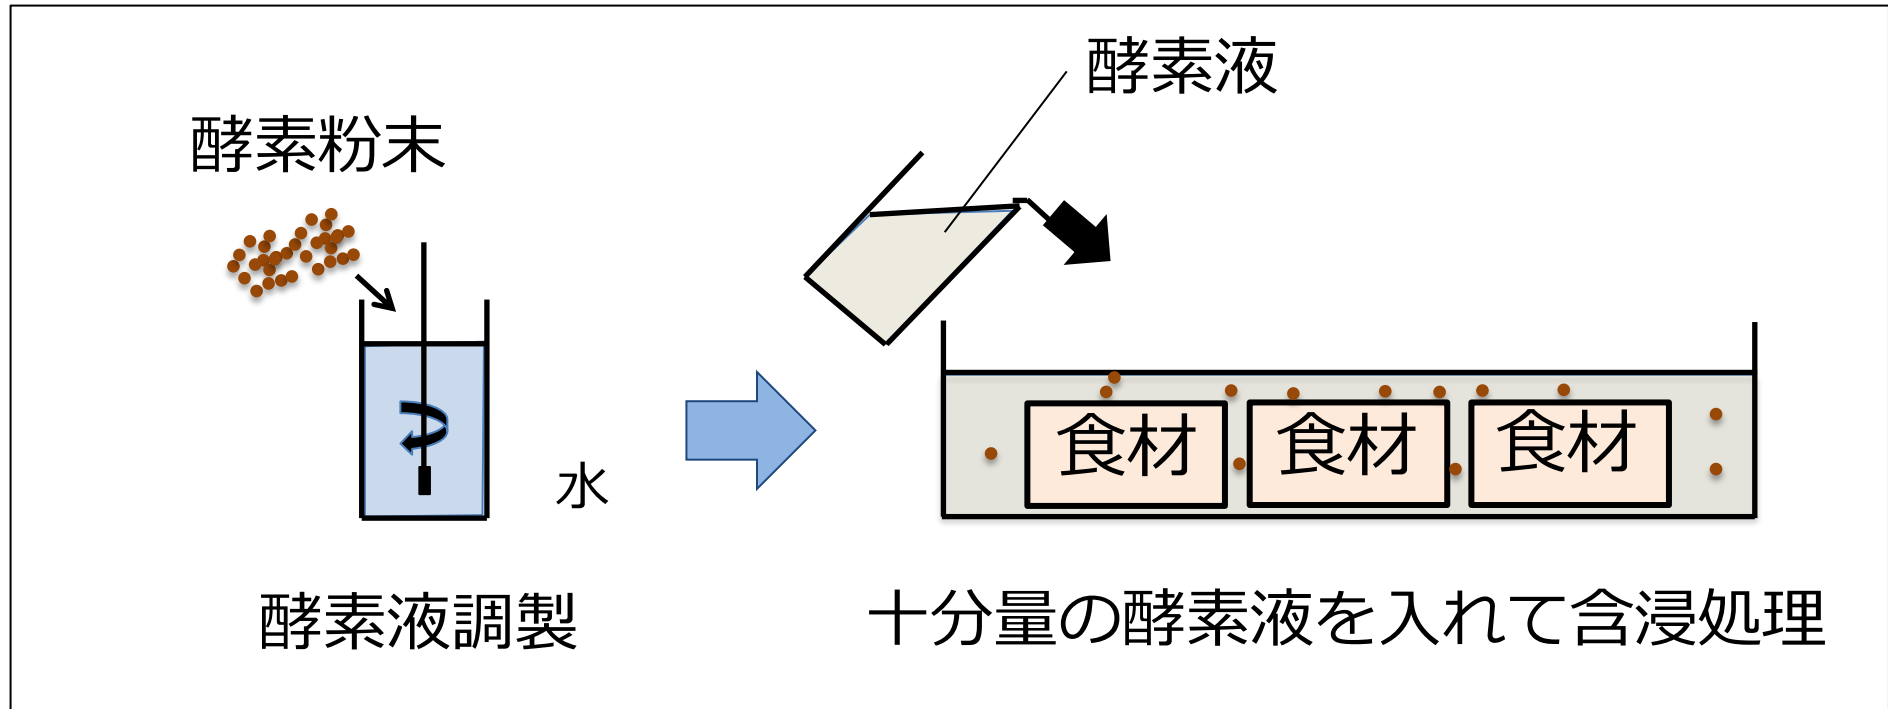 酵素粉末
水
酵素液調製
酵素液
食材
食材
食材
十分量の酵素液を入れて含浸処理